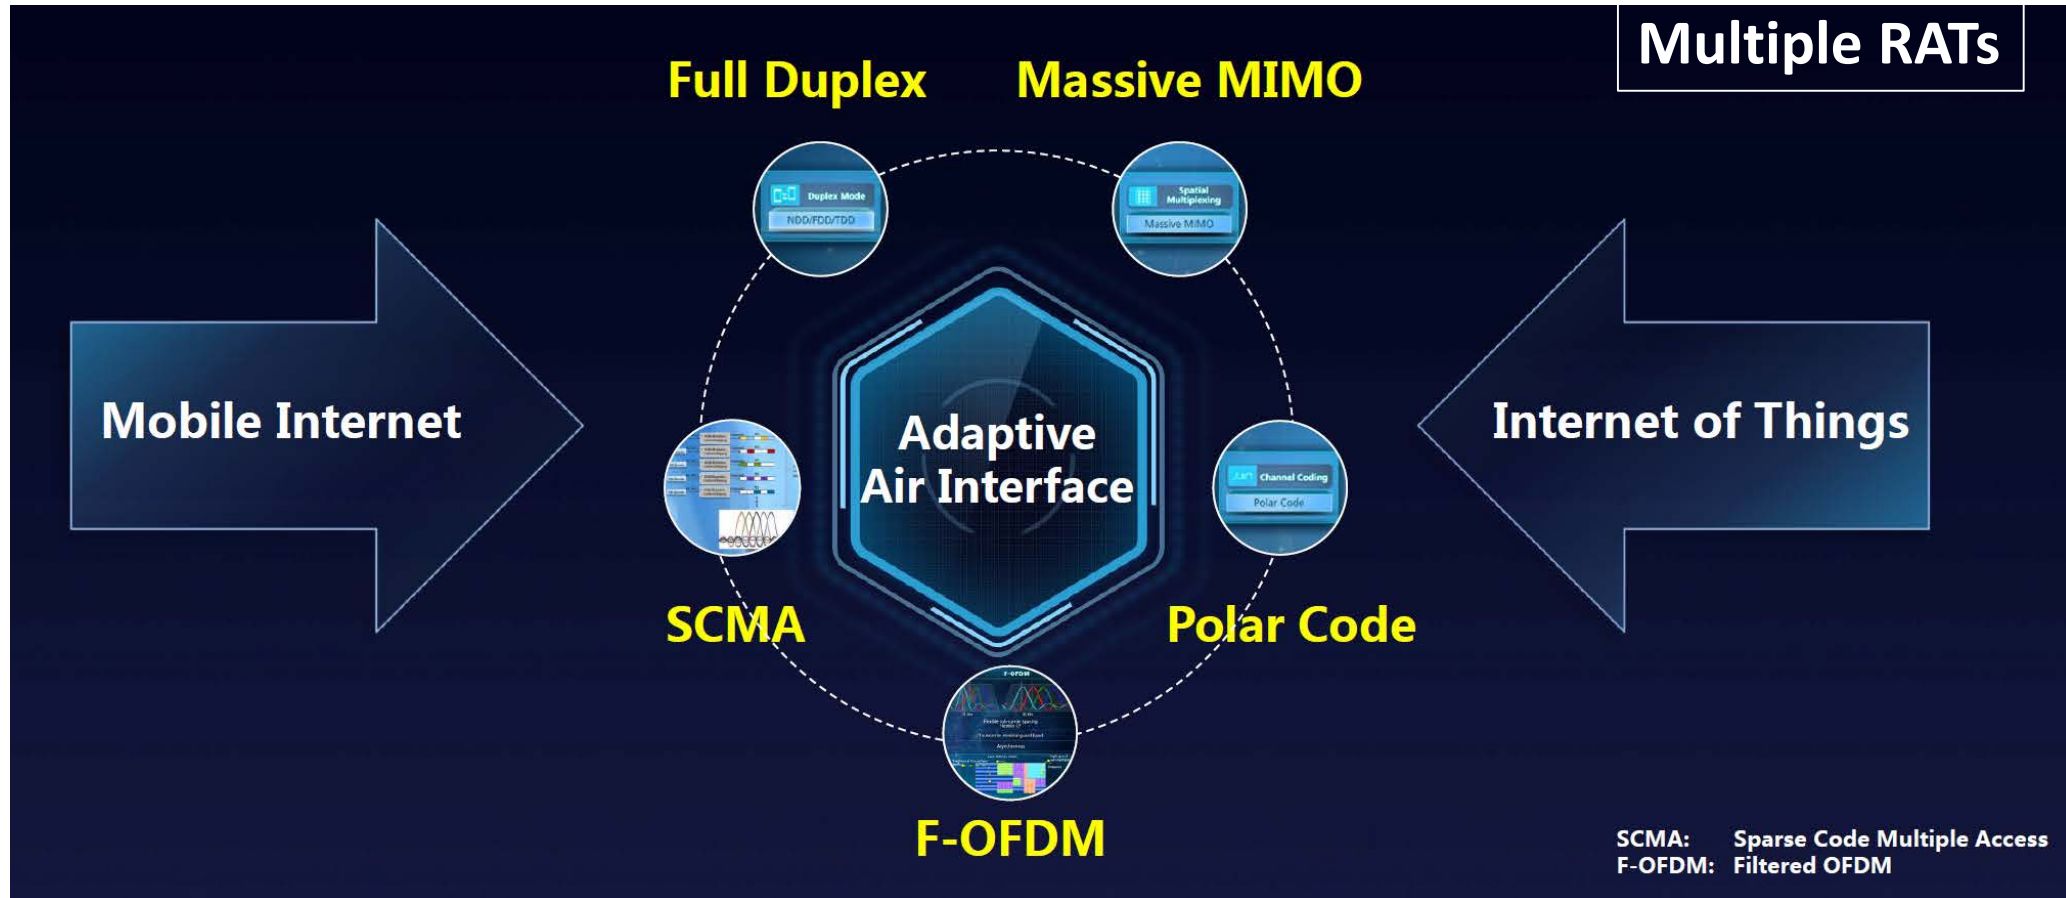 Multiple RATs
Full Duplex
Massive MIMO
Duplex Mode
NDD/FDD/TDD
Spatial
Multiplexing
Massive MIMO
Mobile Internet
Adaptive
Air Interface
Internet of Things
Channel Coding
Polar Code
SCMA
Polar Code
F-OFDM
F-OFDM
SCMA: Sparse Code Multiple Access
F-OFDM: Filtered OFDM